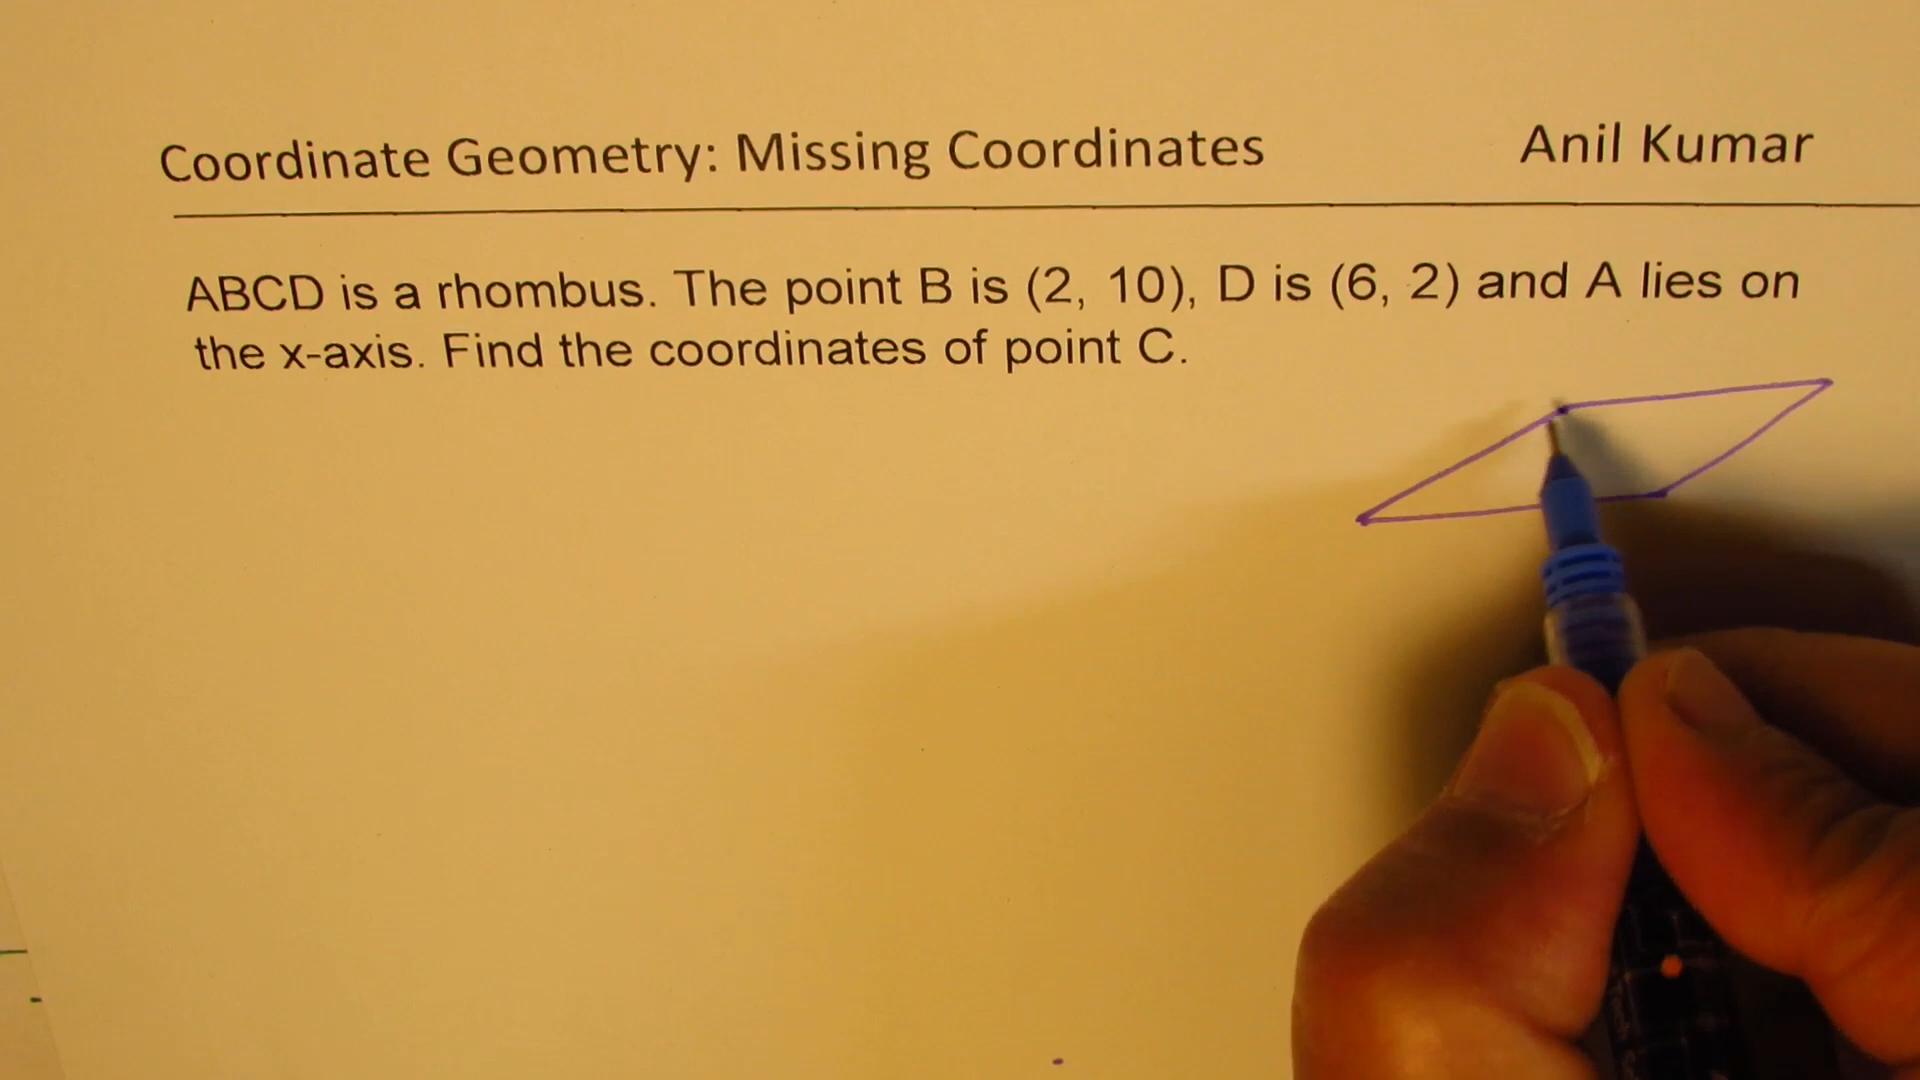 Coordinate Geometry: Missing Coordinates Anil Kumar
ABCD is a rhombus. The point B is (2, 10), D is (6, 2) and A lies on
the x-axis. Find the coordinates of point C.